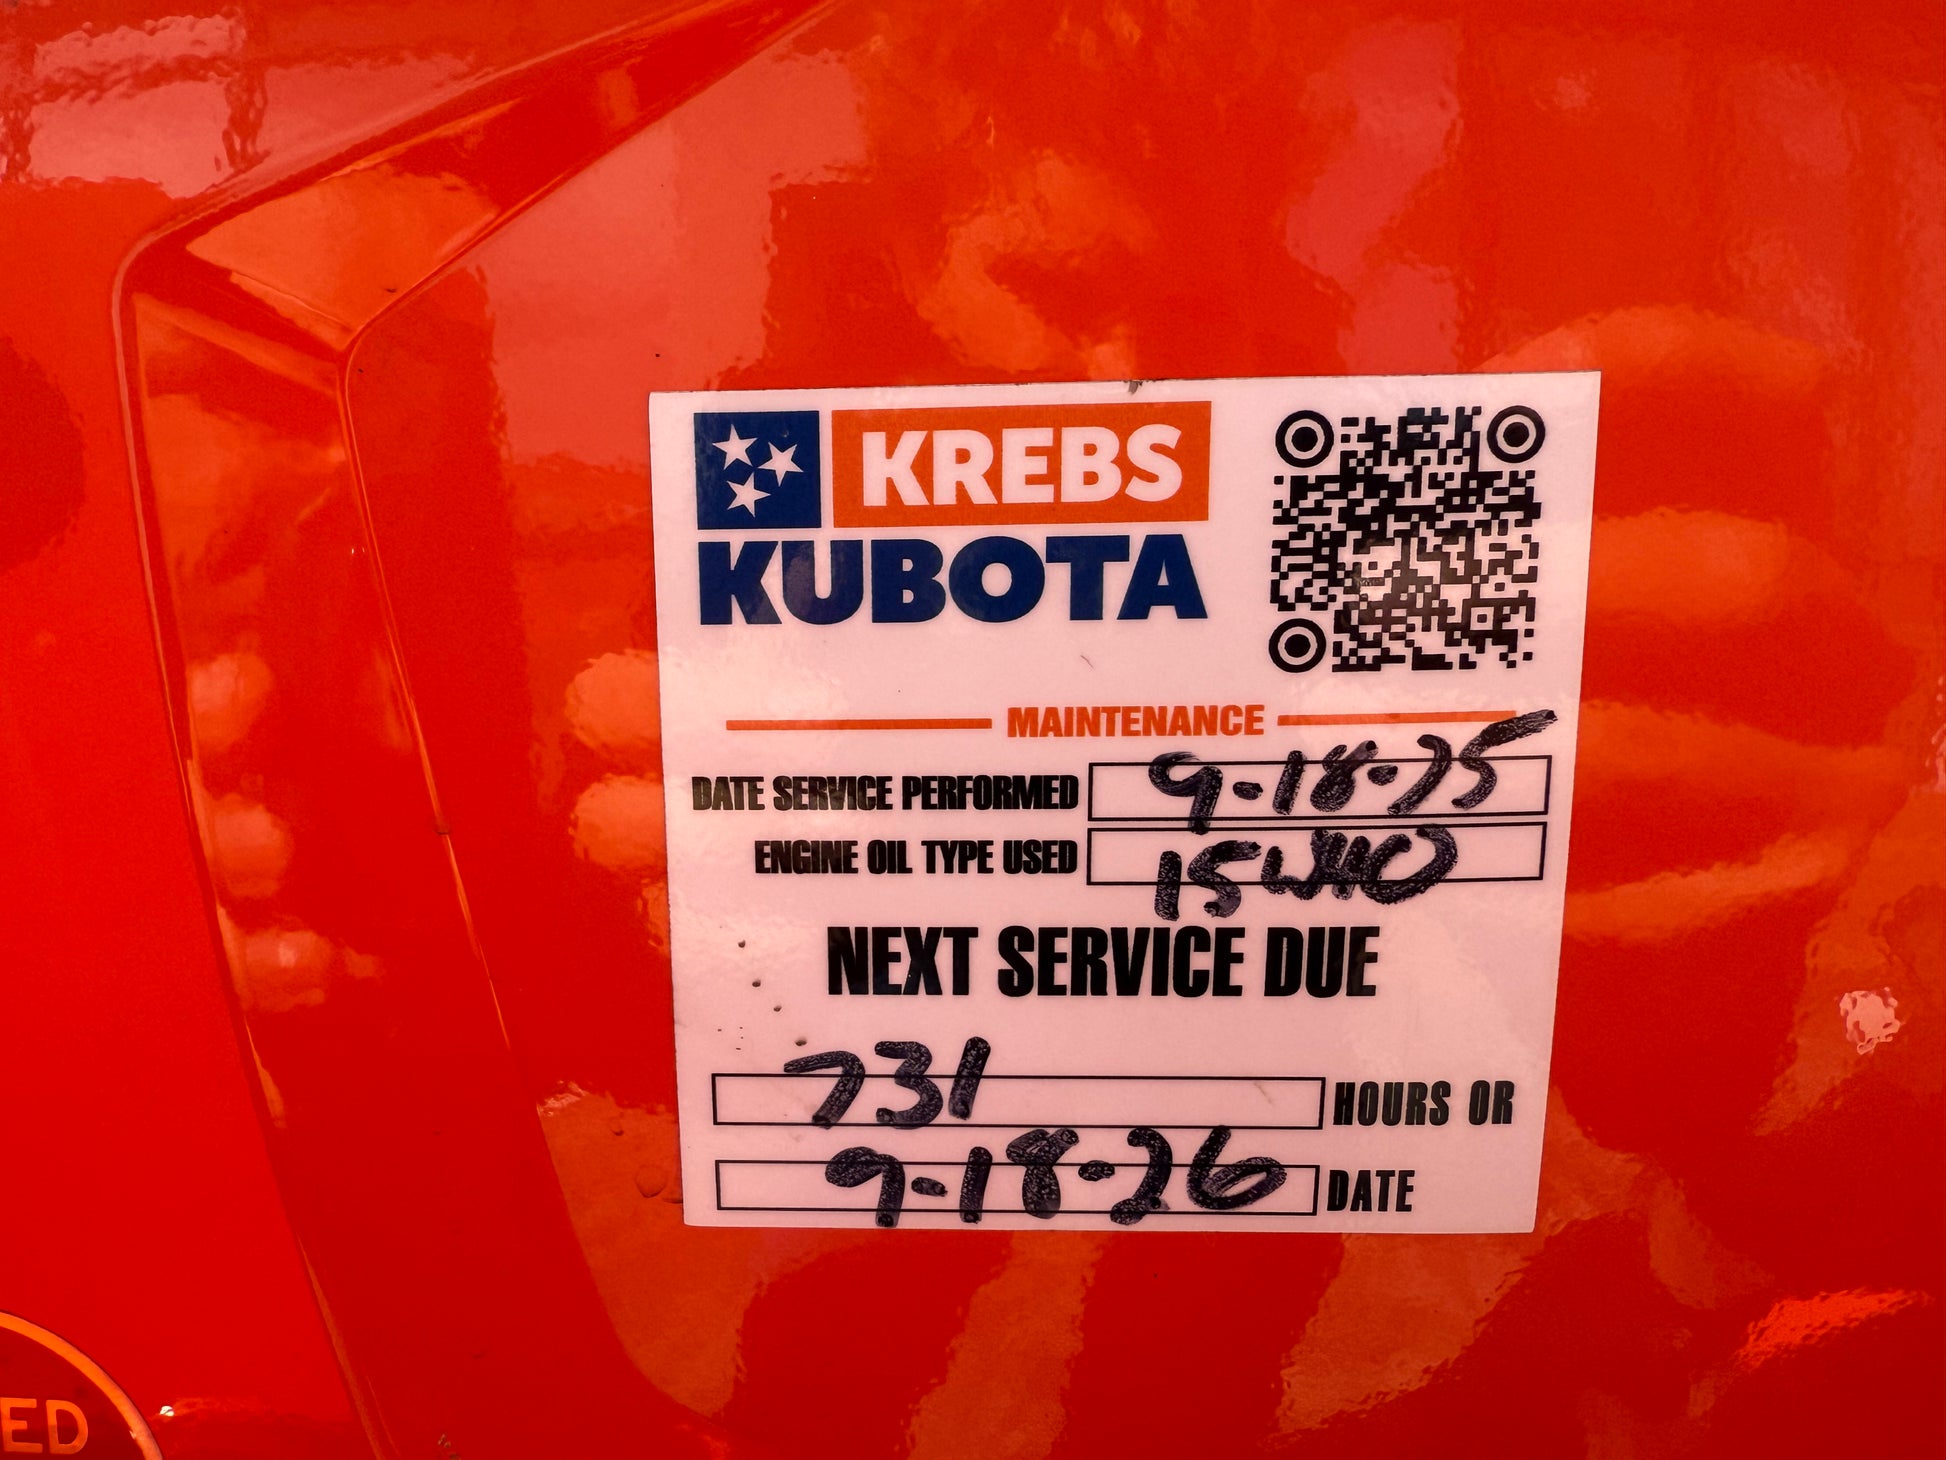 KREBS
KUBOTA
MAINTENANCE
DATE SERVICE PERFORMED 9-18-25
ENGINE OIL TYPE USED 15W40
NEXT SERVICE DUE
731 HOURS OR
9-18-26 DATE
ED